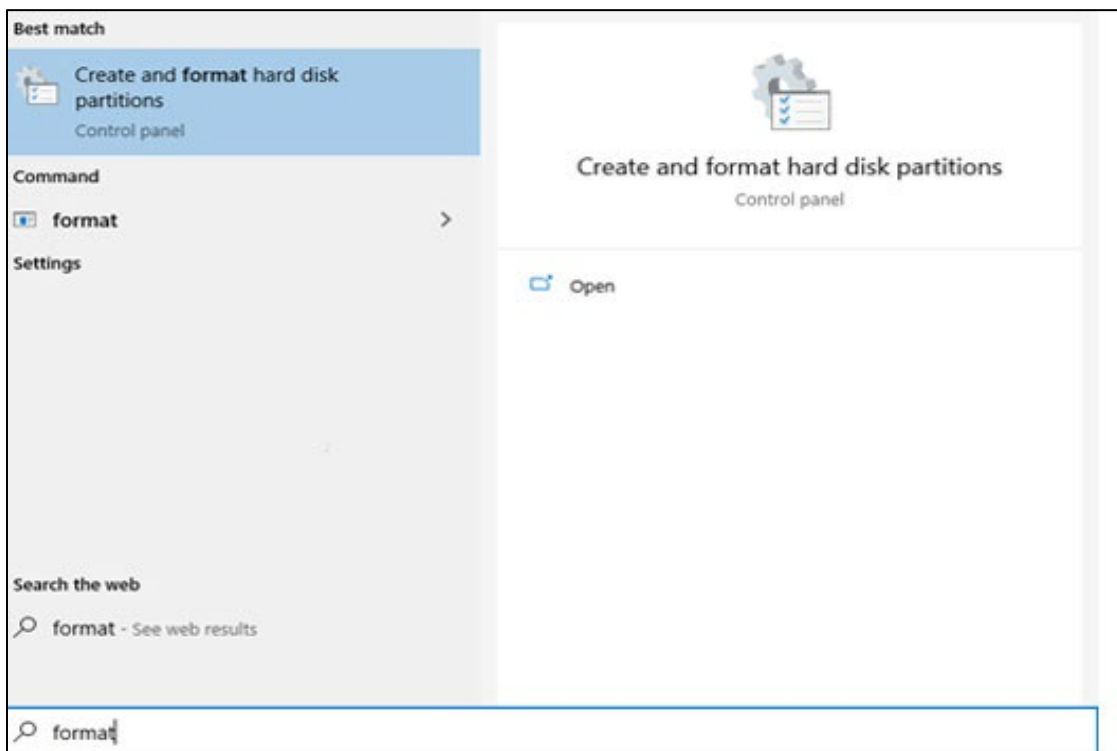 Best match
Create and format hard disk
partitions
Control panel
Command
format
Settings
Search the web
format - See web results
format
Create and format hard disk partitions
Control panel
Open